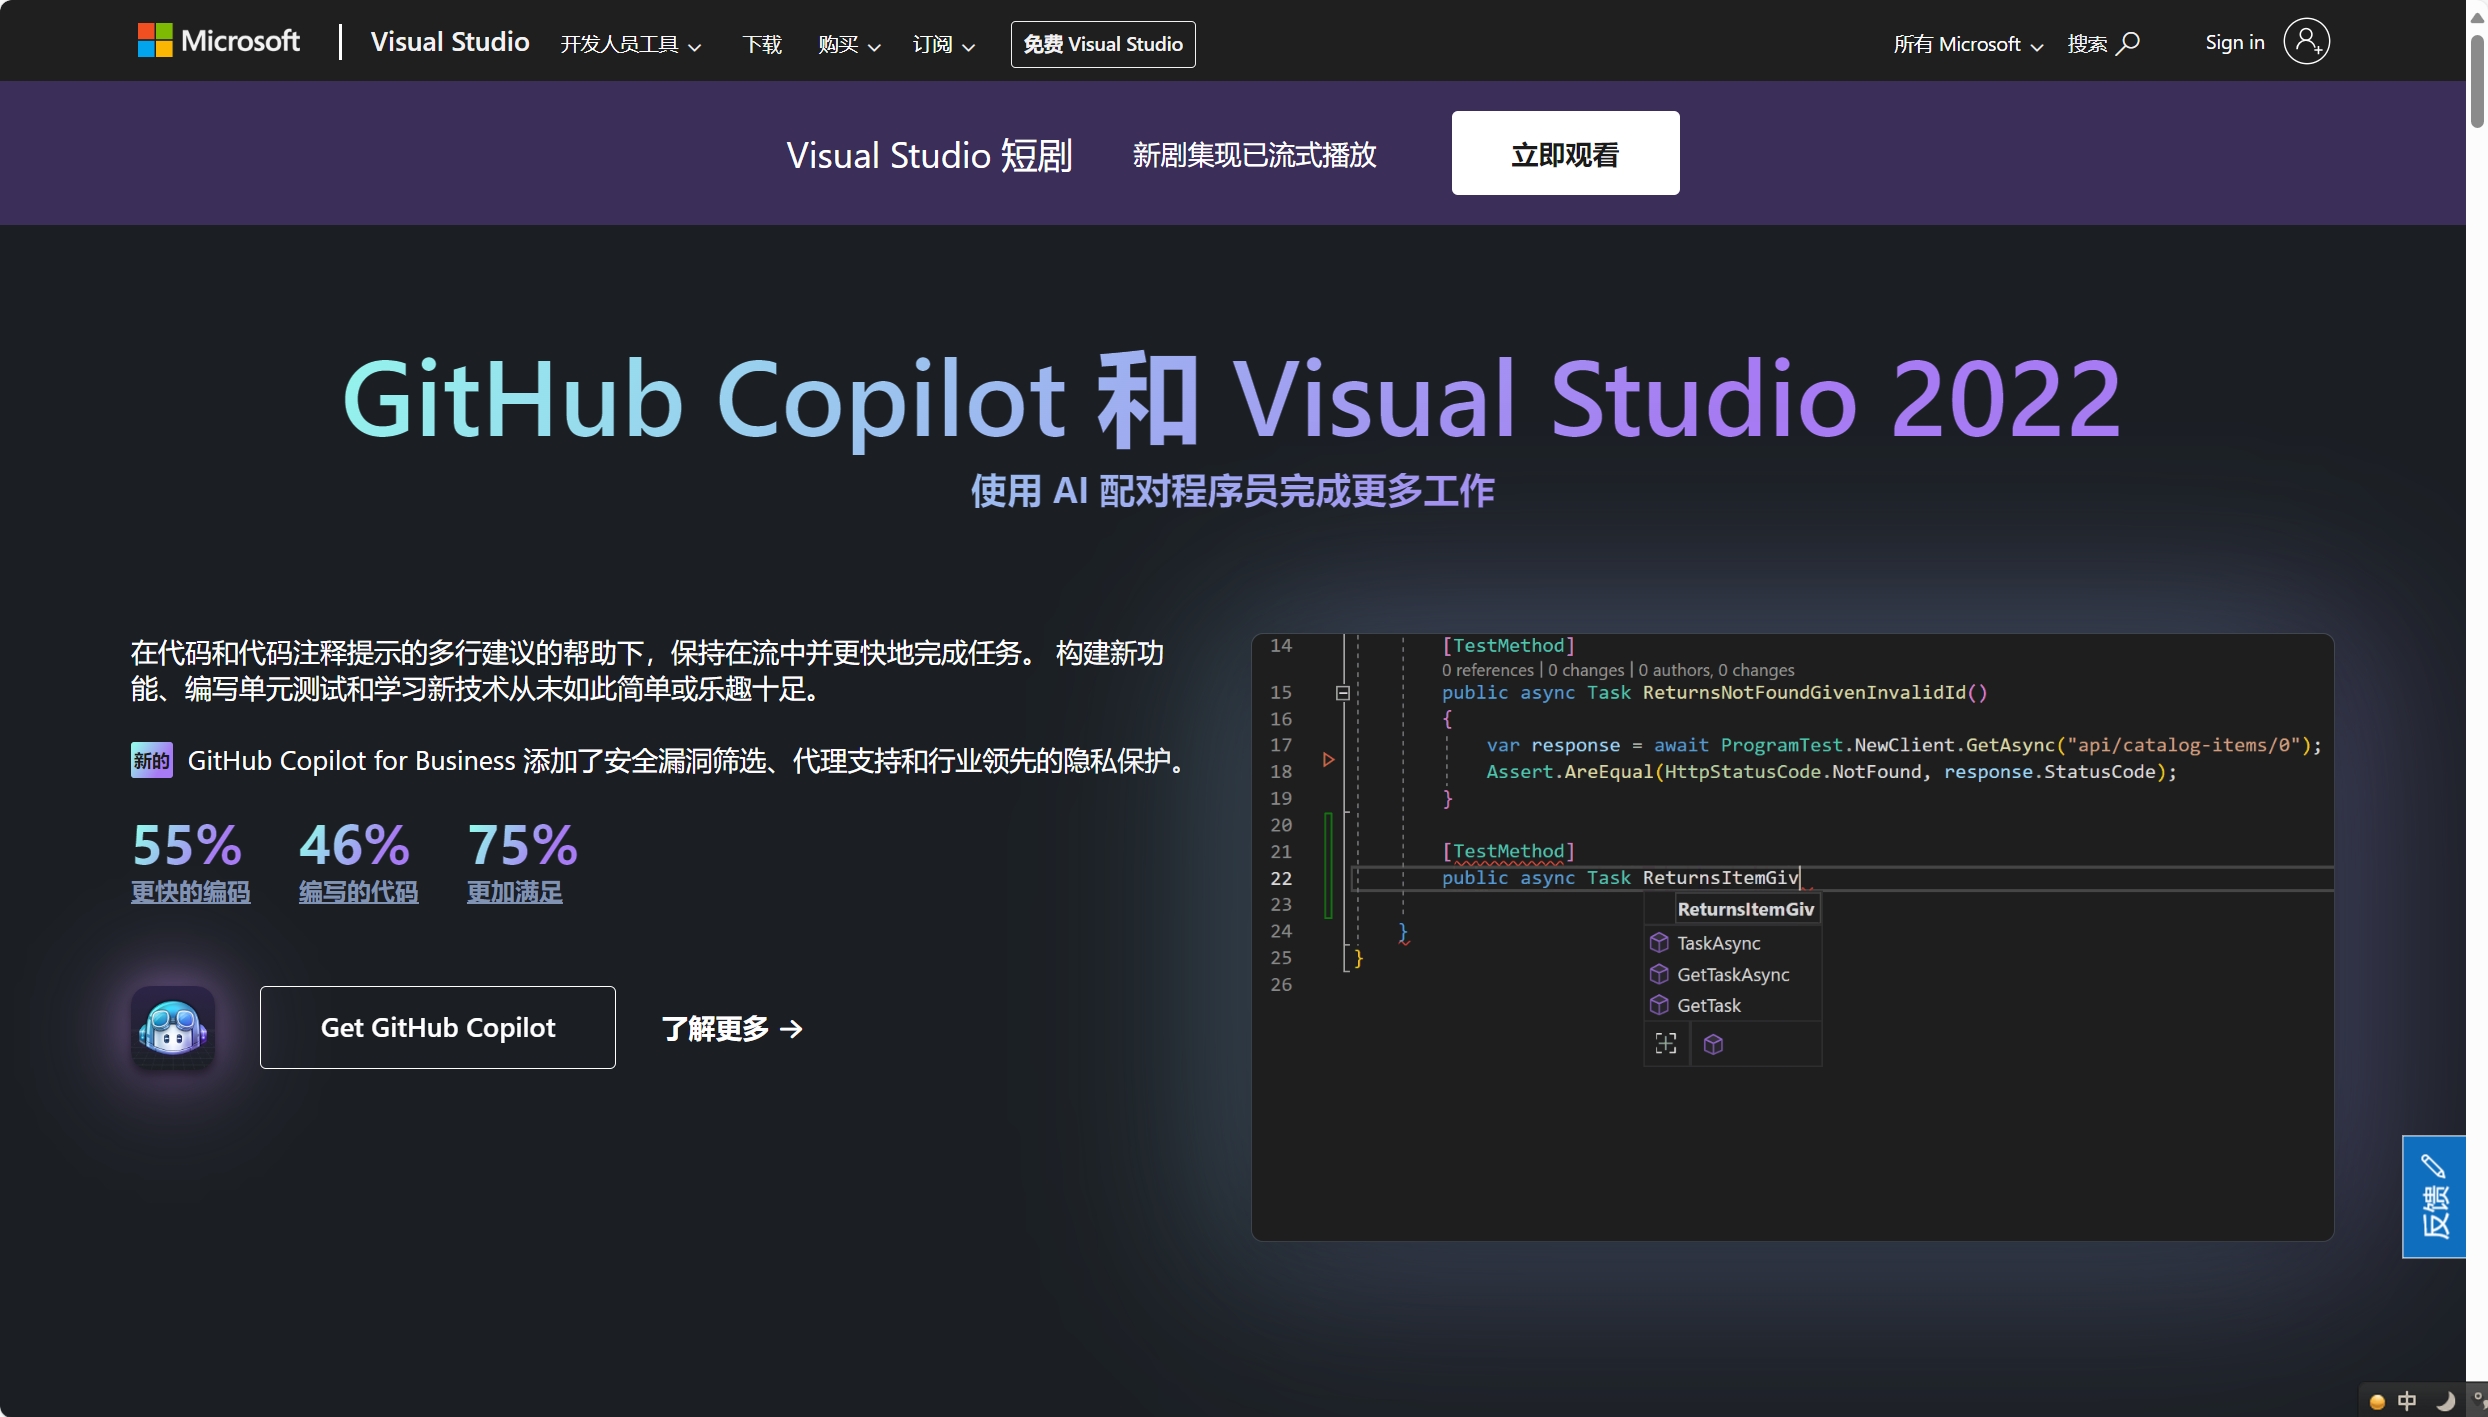 Microsoft
Visual Studio
开发人员工具
下载
购买
订阅
免费 Visual Studio
所有 Microsoft
搜索
Sign in
Visual Studio 短剧
新剧集现已流式播放
立即观看
GitHub Copilot 和 Visual Studio 2022
使用 AI 配对程序员完成更多工作
在代码和代码注释提示的多行建议的帮助下，保持在流中并更快地完成任务。 构建新功
能、编写单元测试和学习新技术从未如此简单或乐趣十足。
新的 GitHub Copilot for Business 添加了安全漏洞筛选、代理支持和行业领先的隐私保护。
55%
更快的编码
46%
编写的代码
75%
更加满足
Get GitHub Copilot
了解更多
14 [TestMethod]
0 references | 0 changes | 0 authors, 0 changes
15 public async Task ReturnsNotFoundGivenInvalidId()
16 {
17 var response = await ProgramTest.NewClient.GetAsync("api/catalog-items/0");
18 Assert.AreEqual(HttpStatusCode.NotFound, response.StatusCode);
19 }
20
21 [TestMethod]
22 public async Task ReturnsItemGiv
ReturnsItemGiv
TaskAsync
GetTaskAsync
GetTask
23
24 }
25 }
26
反馈
中